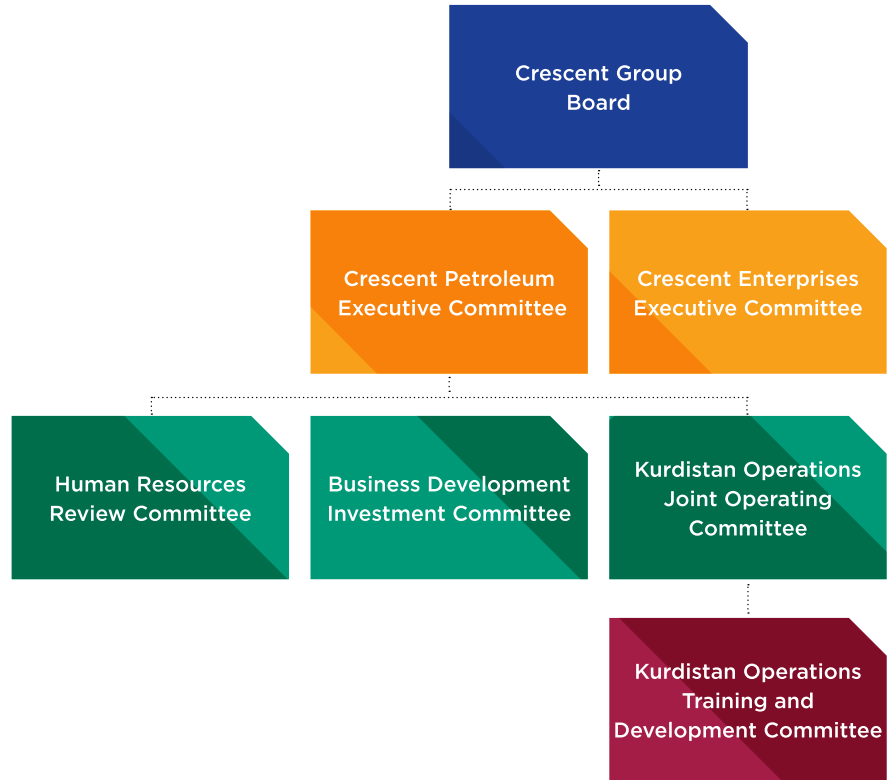 Crescent Group
Board
Crescent Petroleum
Executive Committee
Crescent Enterprises
Executive Committee
Human Resources
Review Committee
Business Development
Investment Committee
Kurdistan Operations
Joint Operating
Committee
Kurdistan Operations
Training and
Development Committee